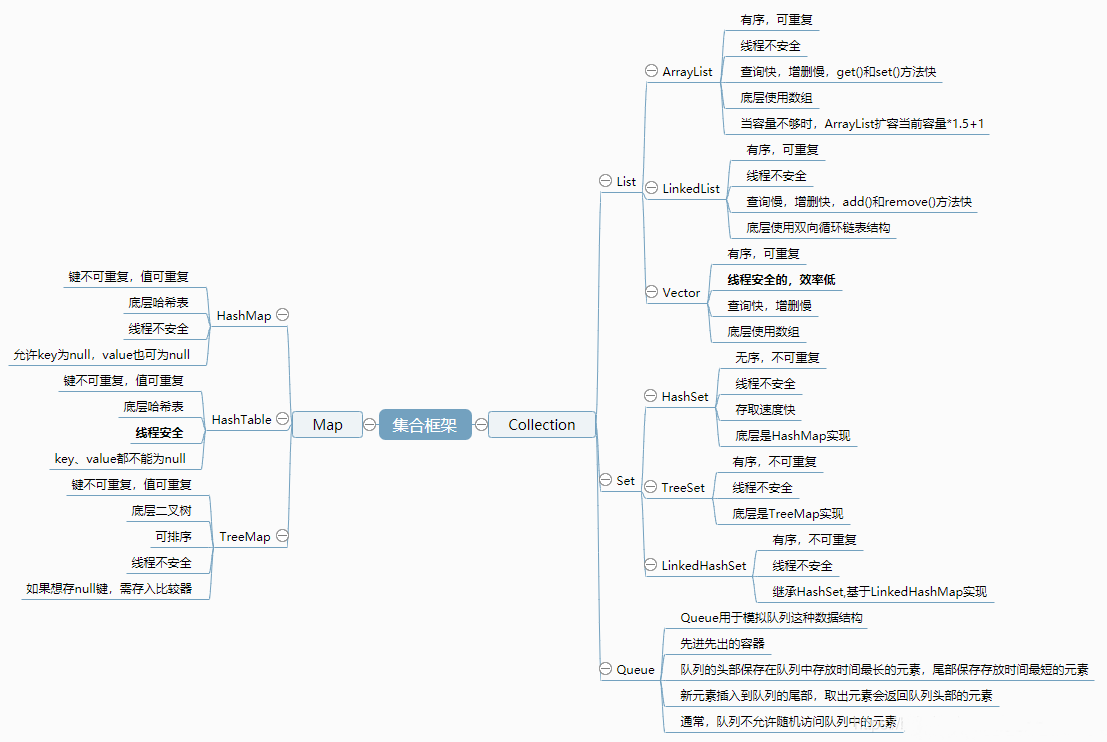 集合框架
Map
HashMap
键不可重复，值可重复
底层哈希表
线程不安全
允许key为null，value也可为null
HashTable
键不可重复，值可重复
底层哈希表
线程安全
key、value都不能为null
TreeMap
键不可重复，值可重复
底层二叉树
可排序
线程不安全
如果想存null键，需存入比较器
Collection
List
ArrayList
有序，可重复
线程不安全
查询快，增删慢，get()和set()方法快
底层使用数组
当容量不够时，ArrayList扩容当前容量*1.5+1
LinkedList
有序，可重复
线程不安全
查询慢，增删快，add()和remove()方法快
底层使用双向循环链表结构
Vector
有序，可重复
线程安全的，效率低
查询快，增删慢
底层使用数组
Set
HashSet
无序，不可重复
线程不安全
存取速度快
底层是HashMap实现
TreeSet
有序，不可重复
线程不安全
底层是TreeMap实现
LinkedHashSet
有序，不可重复
线程不安全
继承HashSet,基于LinkedHashMap实现
Queue
Queue用于模拟队列这种数据结构
先进先出的容器
队列的头部保存在队列中存放时间最长的元素，尾部保存存放时间最短的元素
新元素插入到队列的尾部，取出元素会返回队列头部的元素
通常，队列不允许随机访问队列中的元素